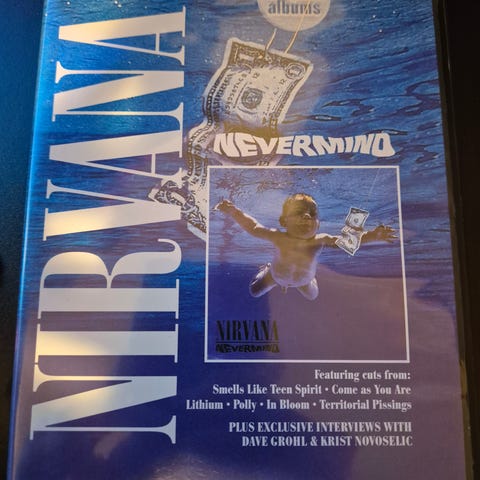 albums
NIRVANA
NEVERMIND
NIRVANA
NEVERMIND
Featuring cuts from:
Smells Like Teen Spirit • Come as You Are
Lithium • Polly • In Bloom • Territorial Pissings
PLUS EXCLUSIVE INTERVIEWS WITH
DAVE GROHL & KRIST NOVOSELIC